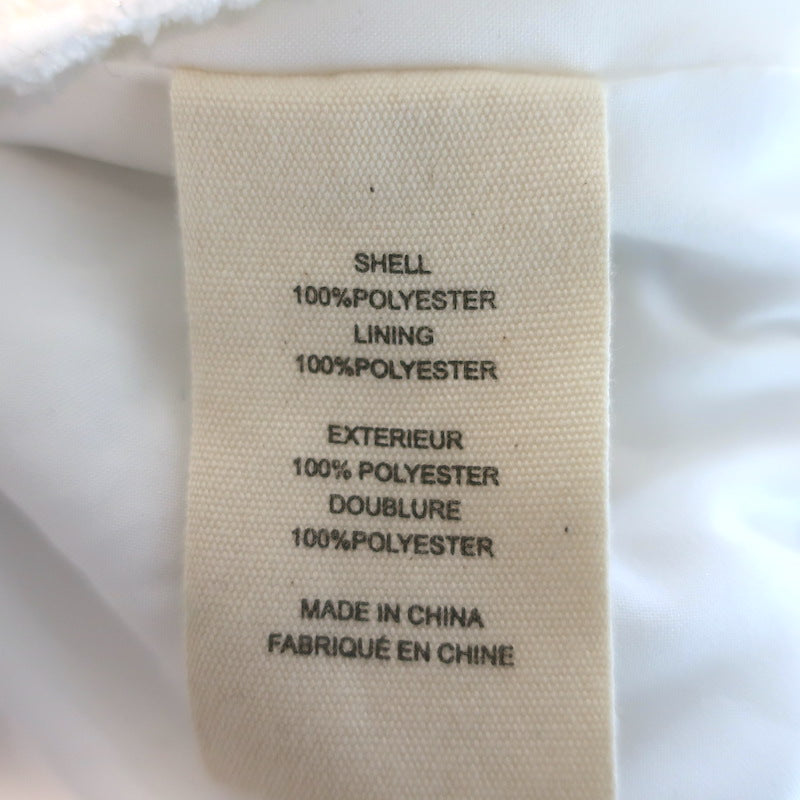 SHELL
100%POLYESTER
LINING
100%POLYESTER
EXTERIEUR
100% POLYESTER
DOUBLURE
100%POLYESTER
MADE IN CHINA
FABRIQUÉ EN CHINE